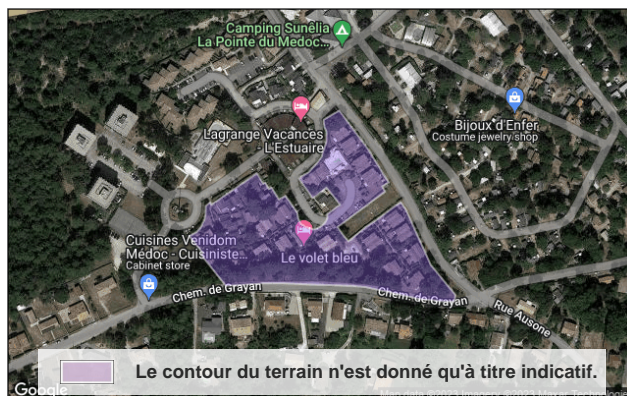 Camping Sunêlia
La Pointe du Medoc...
Lagrange Vacances
- L'Estuaire
Bijoux d'Enfer
Costume jewelry shop
Cuisines Venidom
Médoc - Cuisiniste...
Cabinet store
Le volet bleu
Chem. de Grayan
Chem. de Grayan
Rue Ausone
Le contour du terrain n'est donné qu'à titre indicatif.
Google